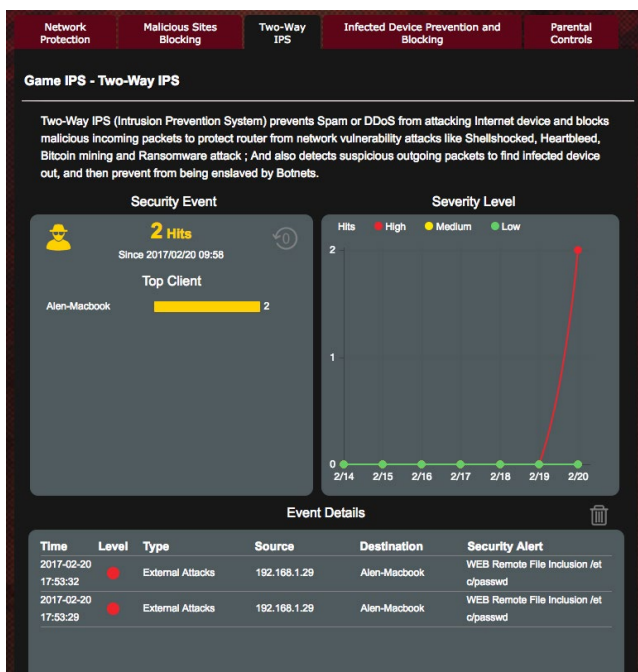 Network Protection
Malicious Sites Blocking
Two-Way IPS
Infected Device Prevention and Blocking
Parental Controls
Game IPS - Two-Way IPS
Two-Way IPS (Intrusion Prevention System) prevents Spam or DDoS from attacking Internet device and blocks
malicious incoming packets to protect router from network vulnerability attacks like Shellshocked, Heartbleed,
Bitcoin mining and Ransomware attack ; And also detects suspicious outgoing packets to find infected device
out, and then prevent from being enslaved by Botnets.
Security Event
2 Hits
0
Since 2017/02/20 09:58
Top Client
Alen-Macbook 2
Severity Level
Hits High Medium Low
2
1
0
2/14 2/15 2/16 2/17 2/18 2/19 2/20
Event Details
Time Level Type Source Destination Security Alert
2017-02-20 17:53:32 External Attacks 192.168.1.29 Alen-Macbook WEB Remote File Inclusion /et
c/passwd
2017-02-20 17:53:29 External Attacks 192.168.1.29 Alen-Macbook WEB Remote File Inclusion /et
c/passwd